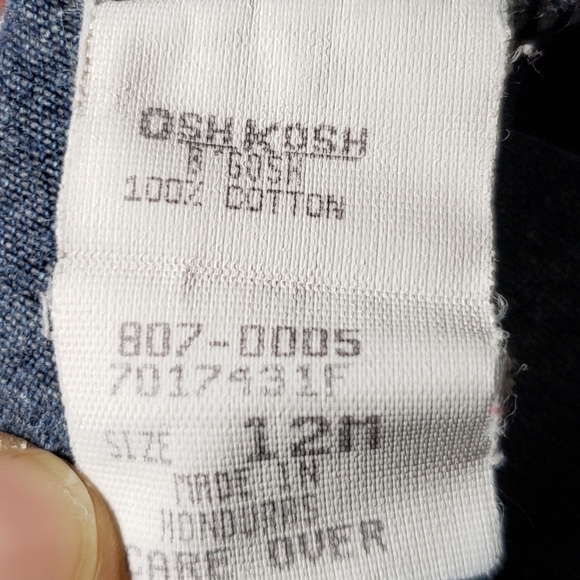 OSHKOSH
B'GOSH
100% COTTON
807-0005
7017431F
SIZE 12M
MADE IN
HONDURAS
CARE OVER